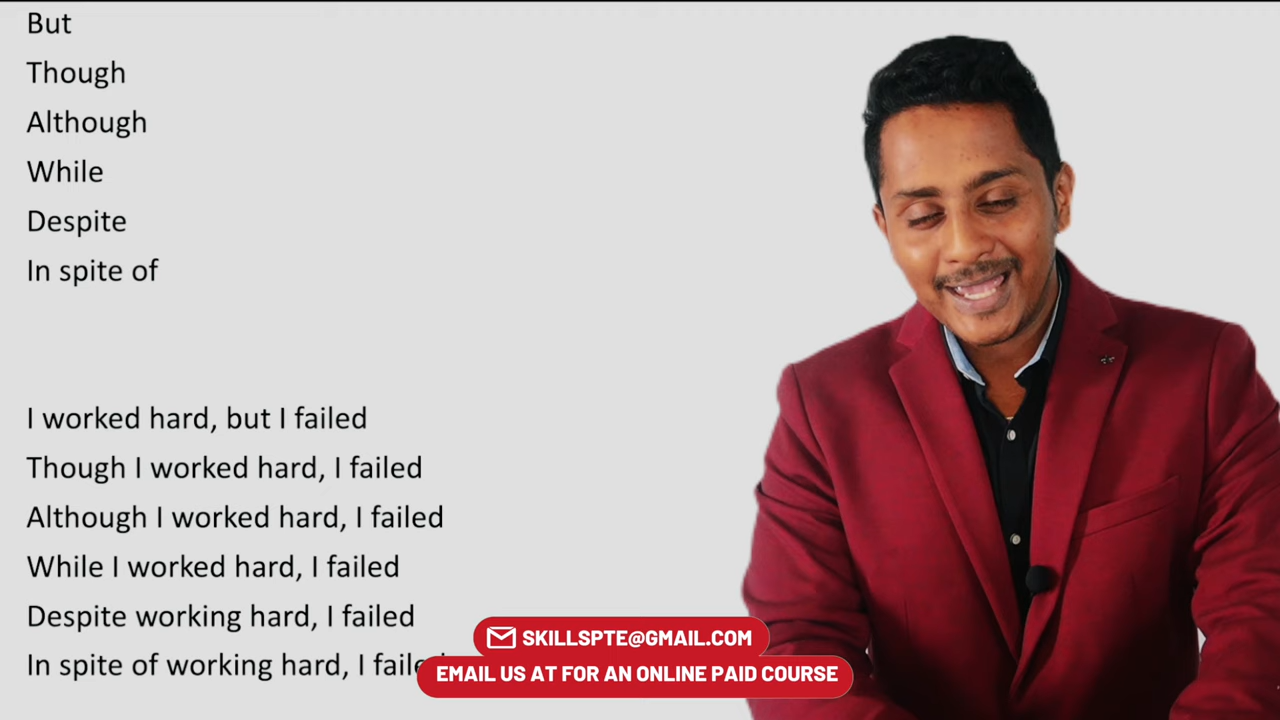 But
Though
Although
While
Despite
In spite of
I worked hard, but I failed
Though I worked hard, I failed
Although I worked hard, I failed
While I worked hard, I failed
Despite working hard, I failed
In spite of working hard, I
SKILLSPTE@GMAIL.COM
EMAIL US AT FOR AN ONLINE PAID COURSE